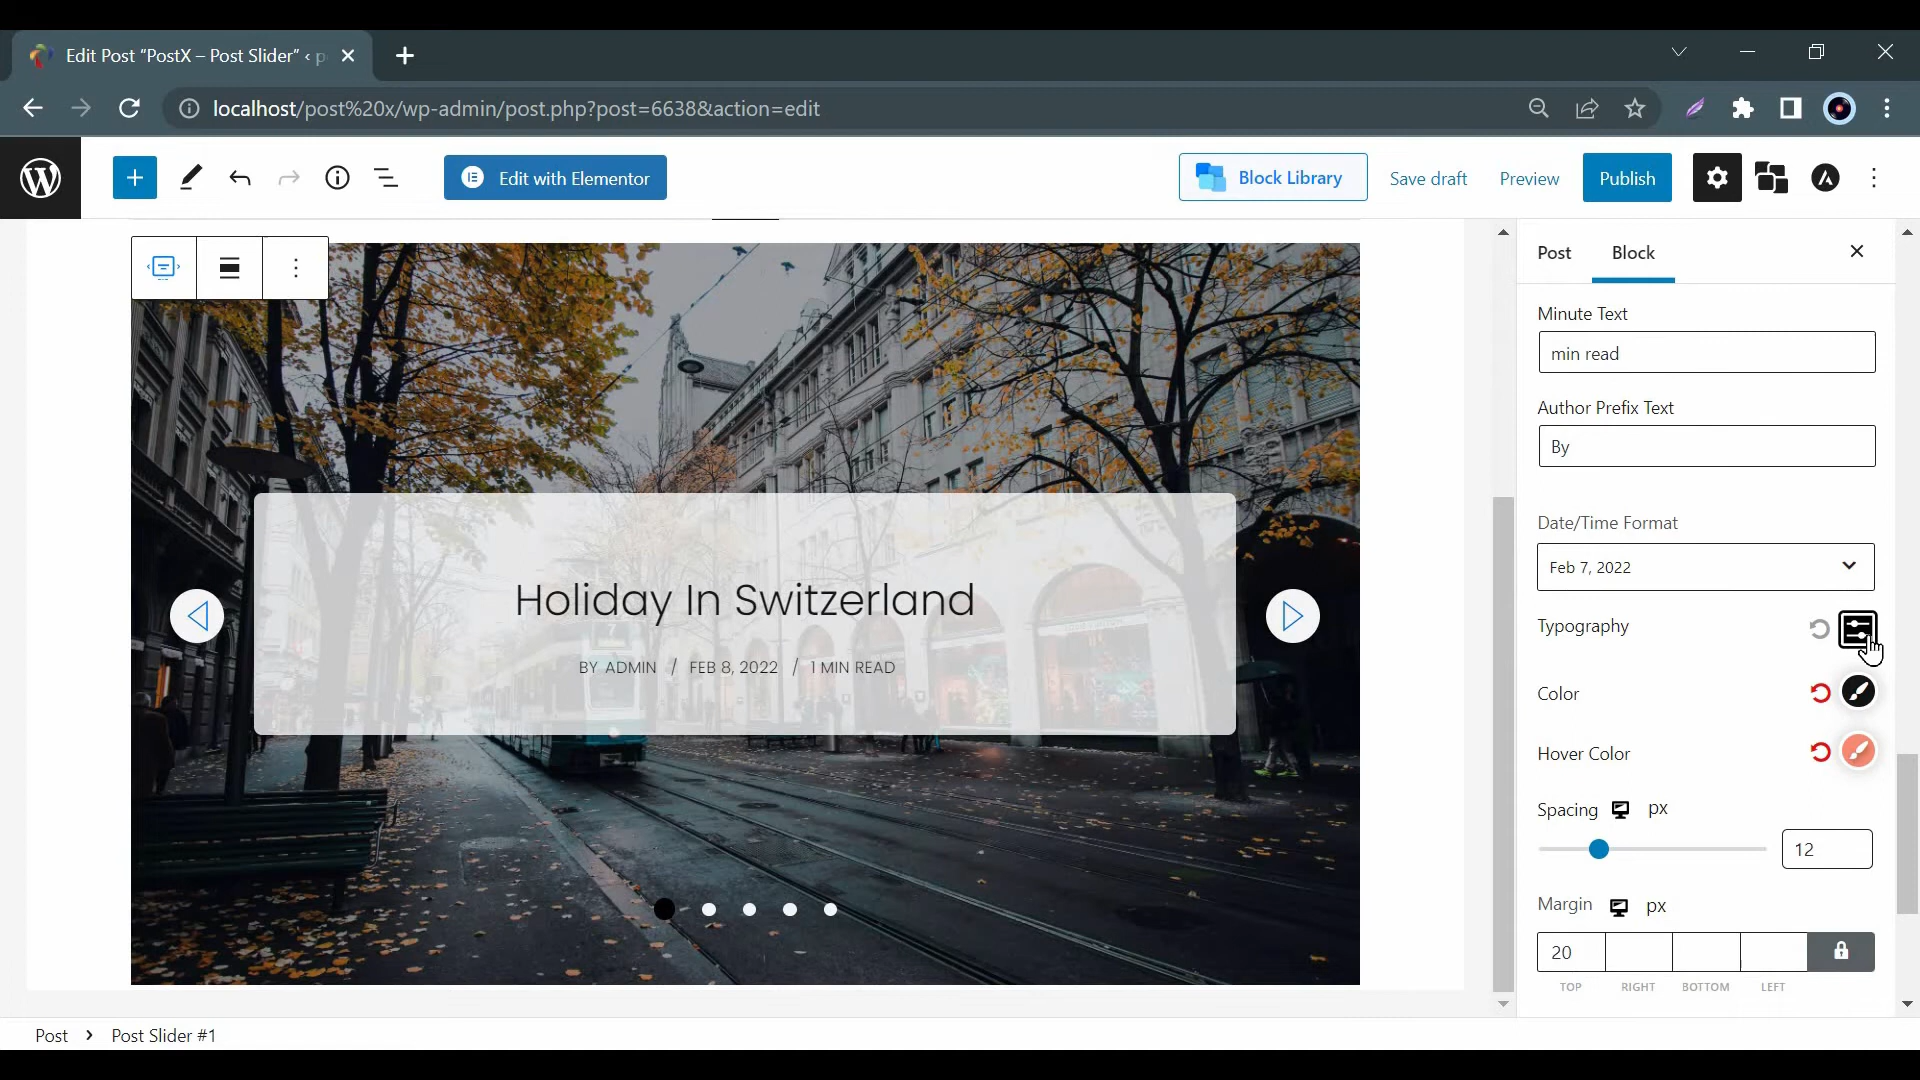 Edit Post “PostX – Post Slider” ‹ p
localhost/post%20x/wp-admin/post.php?post=6638&action=edit
Edit with Elementor
Block Library
Save draft
Preview
Publish
Post
Block
Minute Text
min read
Author Prefix Text
By
Date/Time Format
Feb 7, 2022
Typography
Color
Hover Color
Spacing px
12
Margin px
20
TOP RIGHT BOTTOM LEFT
7
Holiday In Switzerland
BY ADMIN / FEB 8, 2022 / 1 MIN READ
Post › Post Slider #1